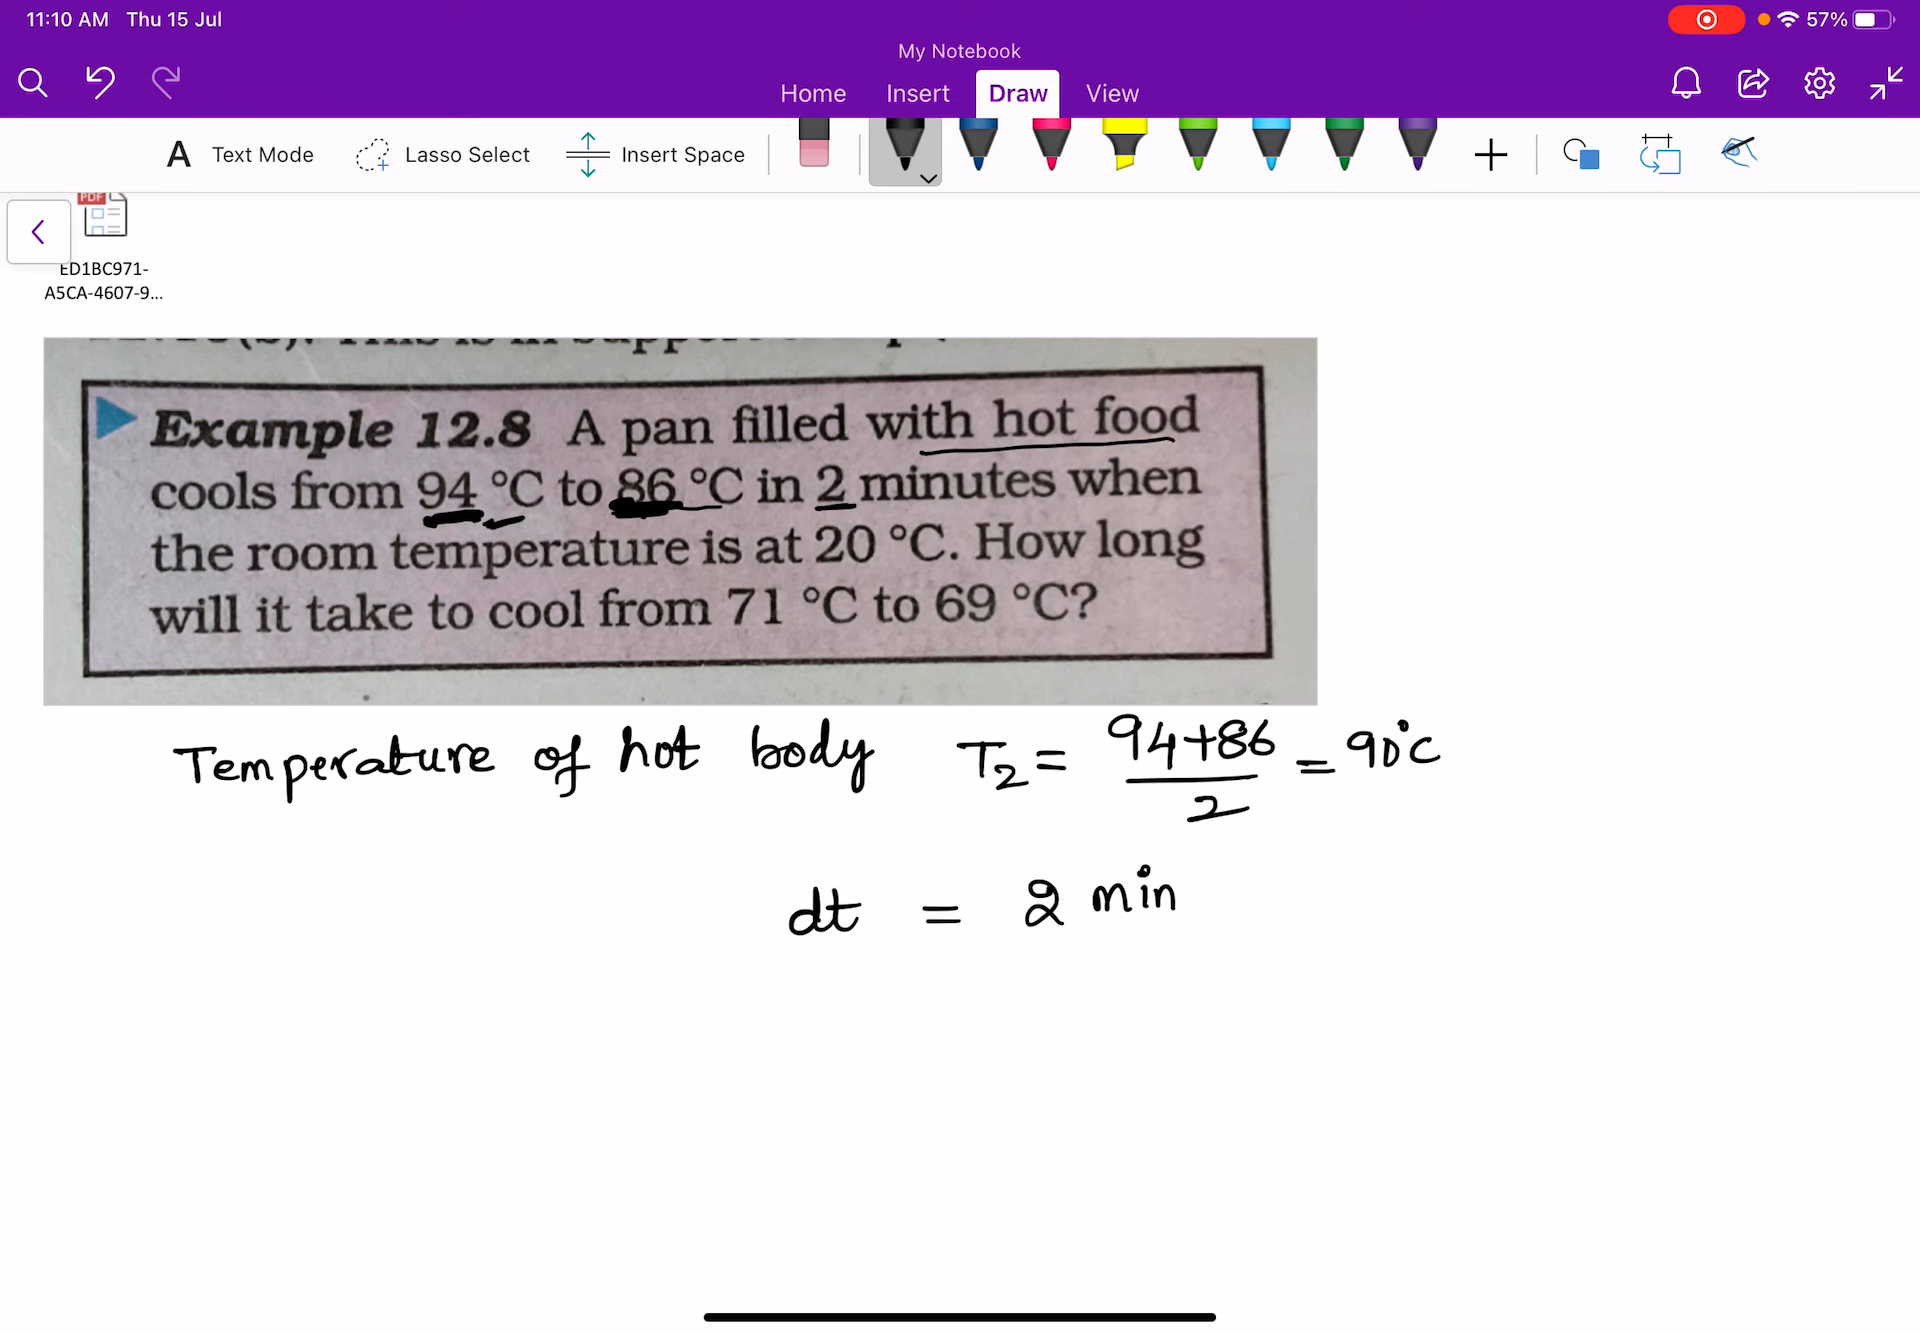 11:10 AM Thu 15 Jul
57%
My Notebook
Home Insert Draw View
A Text Mode Lasso Select Insert Space
PDF
ED1BC971-
A5CA-4607-9...
Example 12.8 A pan filled with hot food
cools from 94 °C to 86 °C in 2 minutes when
the room temperature is at 20 °C. How long
will it take to cool from 71 °C to 69 °C?
Temperature of hot body T₂ = 94+86 / 2 = 90°C
dt = 2 min